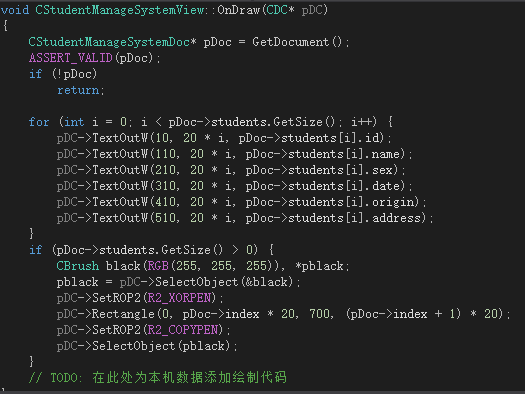 void CStudentManageSystemView::OnDraw(CDC* pDC)
{
    CStudentManageSystemDoc* pDoc = GetDocument();
    ASSERT_VALID(pDoc);
    if (!pDoc)
        return;
    for (int i = 0; i < pDoc->students.GetSize(); i++) {
        pDC->TextOutW(10, 20 * i, pDoc->students[i].id);
        pDC->TextOutW(110, 20 * i, pDoc->students[i].name);
        pDC->TextOutW(210, 20 * i, pDoc->students[i].sex);
        pDC->TextOutW(310, 20 * i, pDoc->students[i].date);
        pDC->TextOutW(410, 20 * i, pDoc->students[i].origin);
        pDC->TextOutW(510, 20 * i, pDoc->students[i].address);
    }
    if (pDoc->students.GetSize() > 0) {
        CBrush black(RGB(255, 255, 255)), *pblack;
        pblack = pDC->SelectObject(&black);
        pDC->SetROP2(R2_XORPEN);
        pDC->Rectangle(0, pDoc->index * 20, 700, (pDoc->index + 1) * 20);
        pDC->SetROP2(R2_COPYPEN);
        pDC->SelectObject(pblack);
    }
    // TODO: 在此处为本机数据添加绘制代码